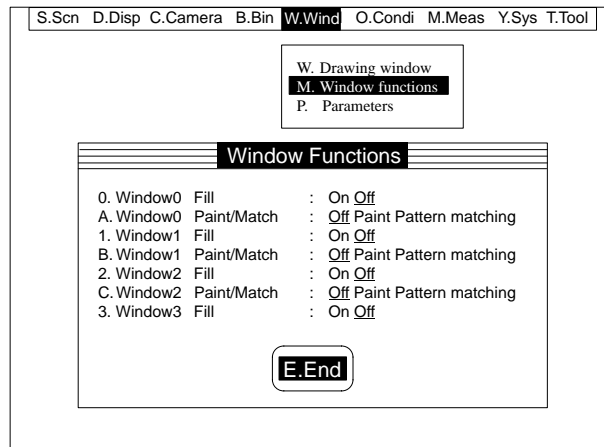 S.Scn D.Disp C.Camera B.Bin W.Wind O.Condi M.Meas Y.Sys T.Tool
W. Drawing window
M. Window functions
P. Parameters
Window Functions
0. Window0 Fill : On Off
A. Window0 Paint/Match : Off Paint Pattern matching
1. Window1 Fill : On Off
B. Window1 Paint/Match : Off Paint Pattern matching
2. Window2 Fill : On Off
C. Window2 Paint/Match : Off Paint Pattern matching
3. Window3 Fill : On Off
E.End